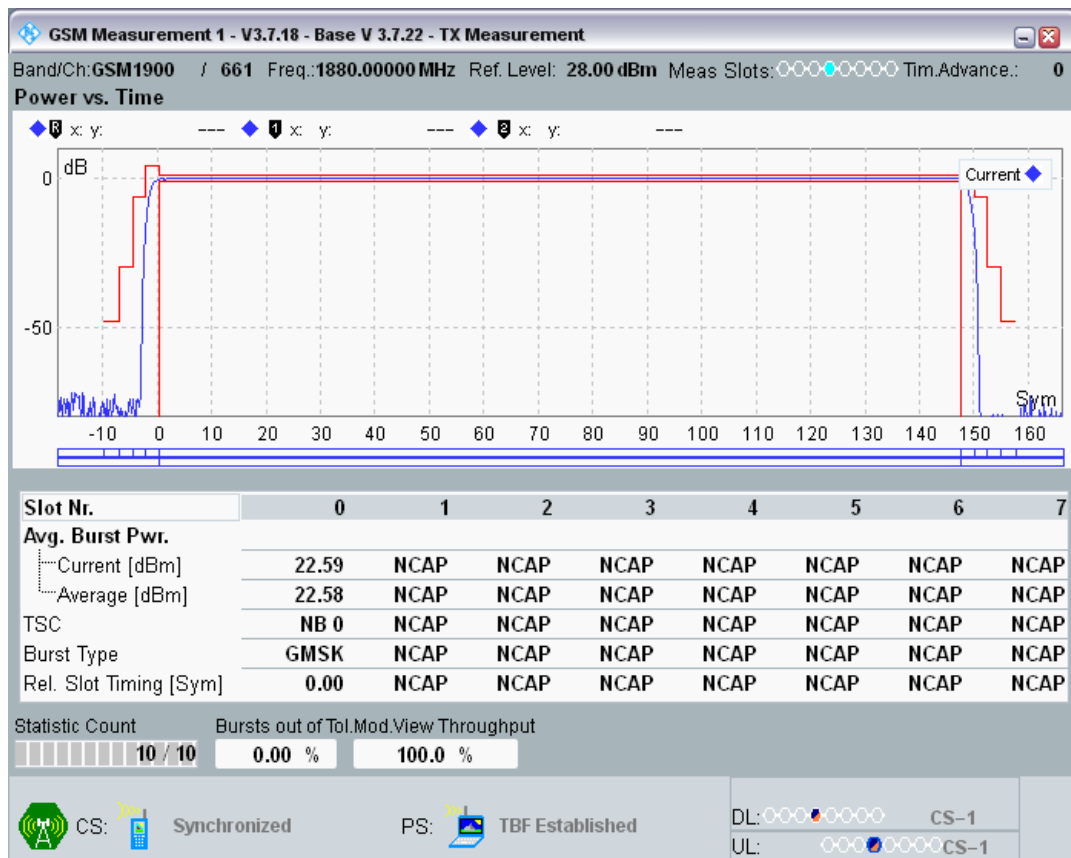 GSM Measurement 1 - V3.7.18 - Base V 3.7.22 - TX Measurement
Band/Ch:GSM1900 / 661 Freq.:1880.00000 MHz Ref. Level: 28.00 dBm Meas Slots: Tim.Advance.: 0
Power vs. Time
R x: y: --- 1 x: y: --- 2 x: y: ---
dB
Current
0
-50
Sym
-10 0 10 20 30 40 50 60 70 80 90 100 110 120 130 140 150 160
Slot Nr. 0 1 2 3 4 5 6 7
Avg. Burst Pwr.
Current [dBm] 22.59 NCAP NCAP NCAP NCAP NCAP NCAP NCAP
Average [dBm] 22.58 NCAP NCAP NCAP NCAP NCAP NCAP NCAP
TSC NB 0 NCAP NCAP NCAP NCAP NCAP NCAP NCAP
Burst Type GMSK NCAP NCAP NCAP NCAP NCAP NCAP NCAP
Rel. Slot Timing [Sym] 0.00 NCAP NCAP NCAP NCAP NCAP NCAP NCAP
Statistic Count Bursts out of Tol.Mod.View Throughput
10 / 10 0.00 % 100.0 %
CS: Synchronized PS: TBF Established
DL: CS-1
UL: CS-1